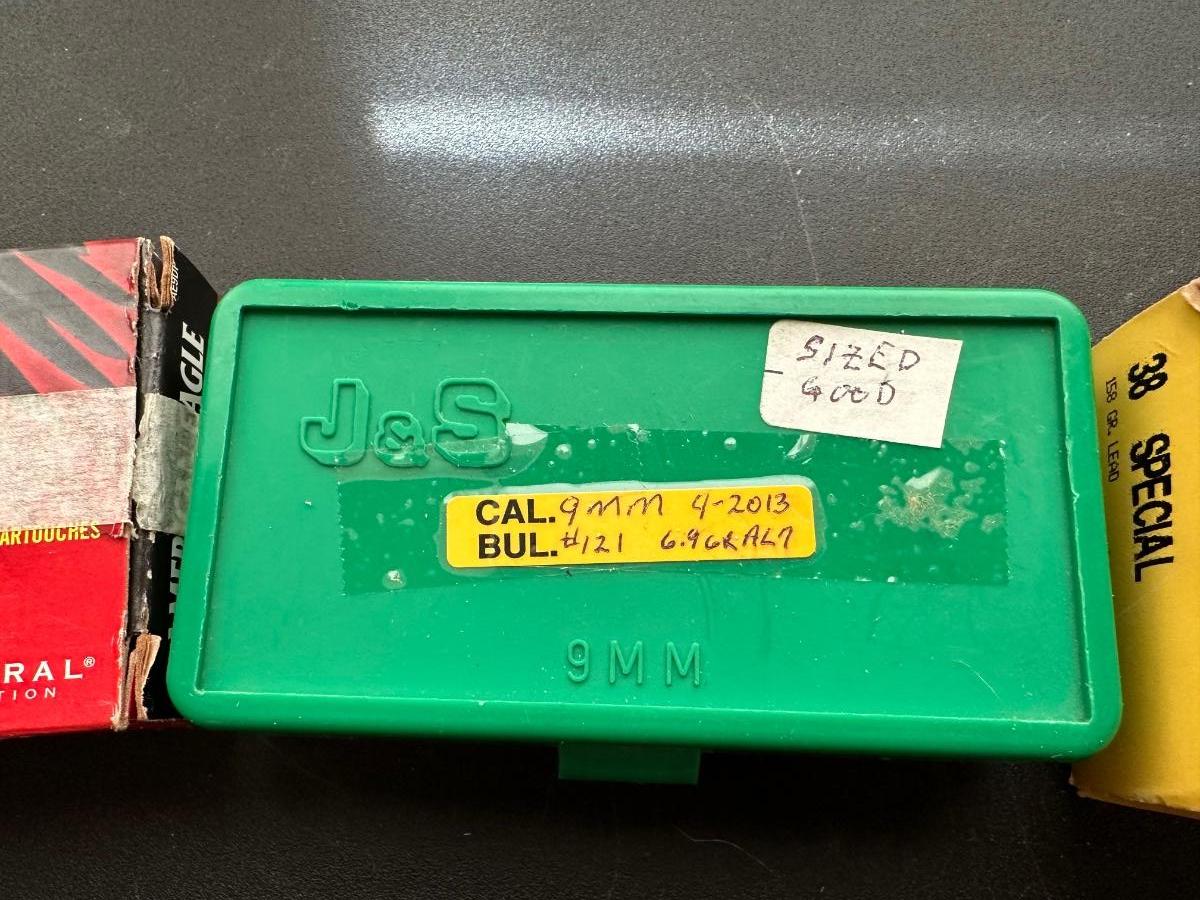 AE9DP
AGLE
ARTOUCHES
RAL®
TION
J&S
SIZED
GOOD
CAL. 9MM 4-2013
BUL. #121 6.9GR AL7
9MM
38 SPECIAL
158 GR. LEAD